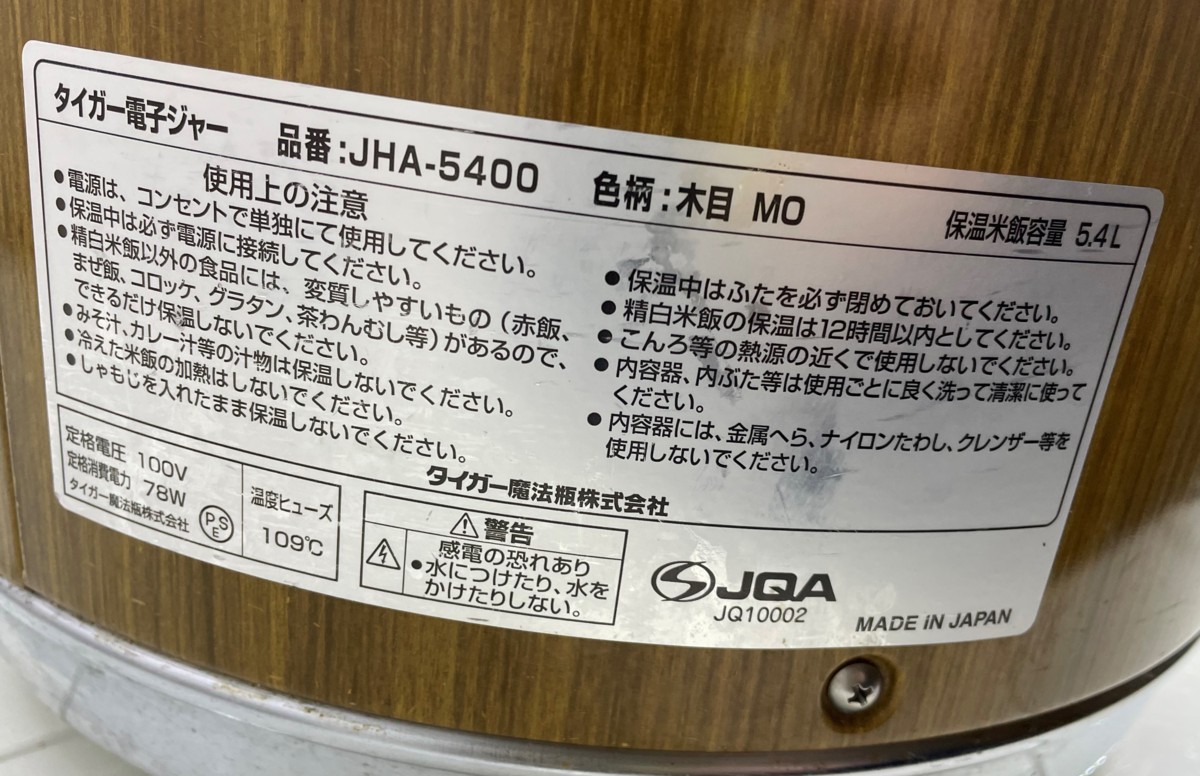 タイガー電子ジャー 品番:JHA-5400 色柄:木目 MO 保温米飯容量 5.4L
使用上の注意
●電源は、コンセントで単独にて使用してください。
●保温中は必ず電源に接続してください。
●精白米飯以外の食品には、変質しやすいもの(赤飯、
まぜ飯、コロッケ、グラタン、茶わんむし等)があるので、
できるだけ保温しないでください。
●みそ汁、カレー汁等の汁物は保温しないでください。
●冷えた米飯の加熱はしないでください。
●しゃもじを入れたまま保温しないでください。
●保温中はふたを必ず閉めておいてください。
●精白米飯の保温は12時間以内としてください。
●こんろ等の熱源の近くで使用しないでください。
●内容器、内ぶた等は使用ごとに良く洗って清潔に使って
ください。
●内容器には、金属へら、ナイロンたわし、クレンザー等を
使用しないでください。
タイガー魔法瓶株式会社
定格電圧 100V
定格消費電力 78W
タイガー魔法瓶株式会社
PSE
温度ヒューズ
109℃
警告
感電の恐れあり
●水につけたり、水を
かけたりしない。
JQA
JQ10002
MADE iN JAPAN